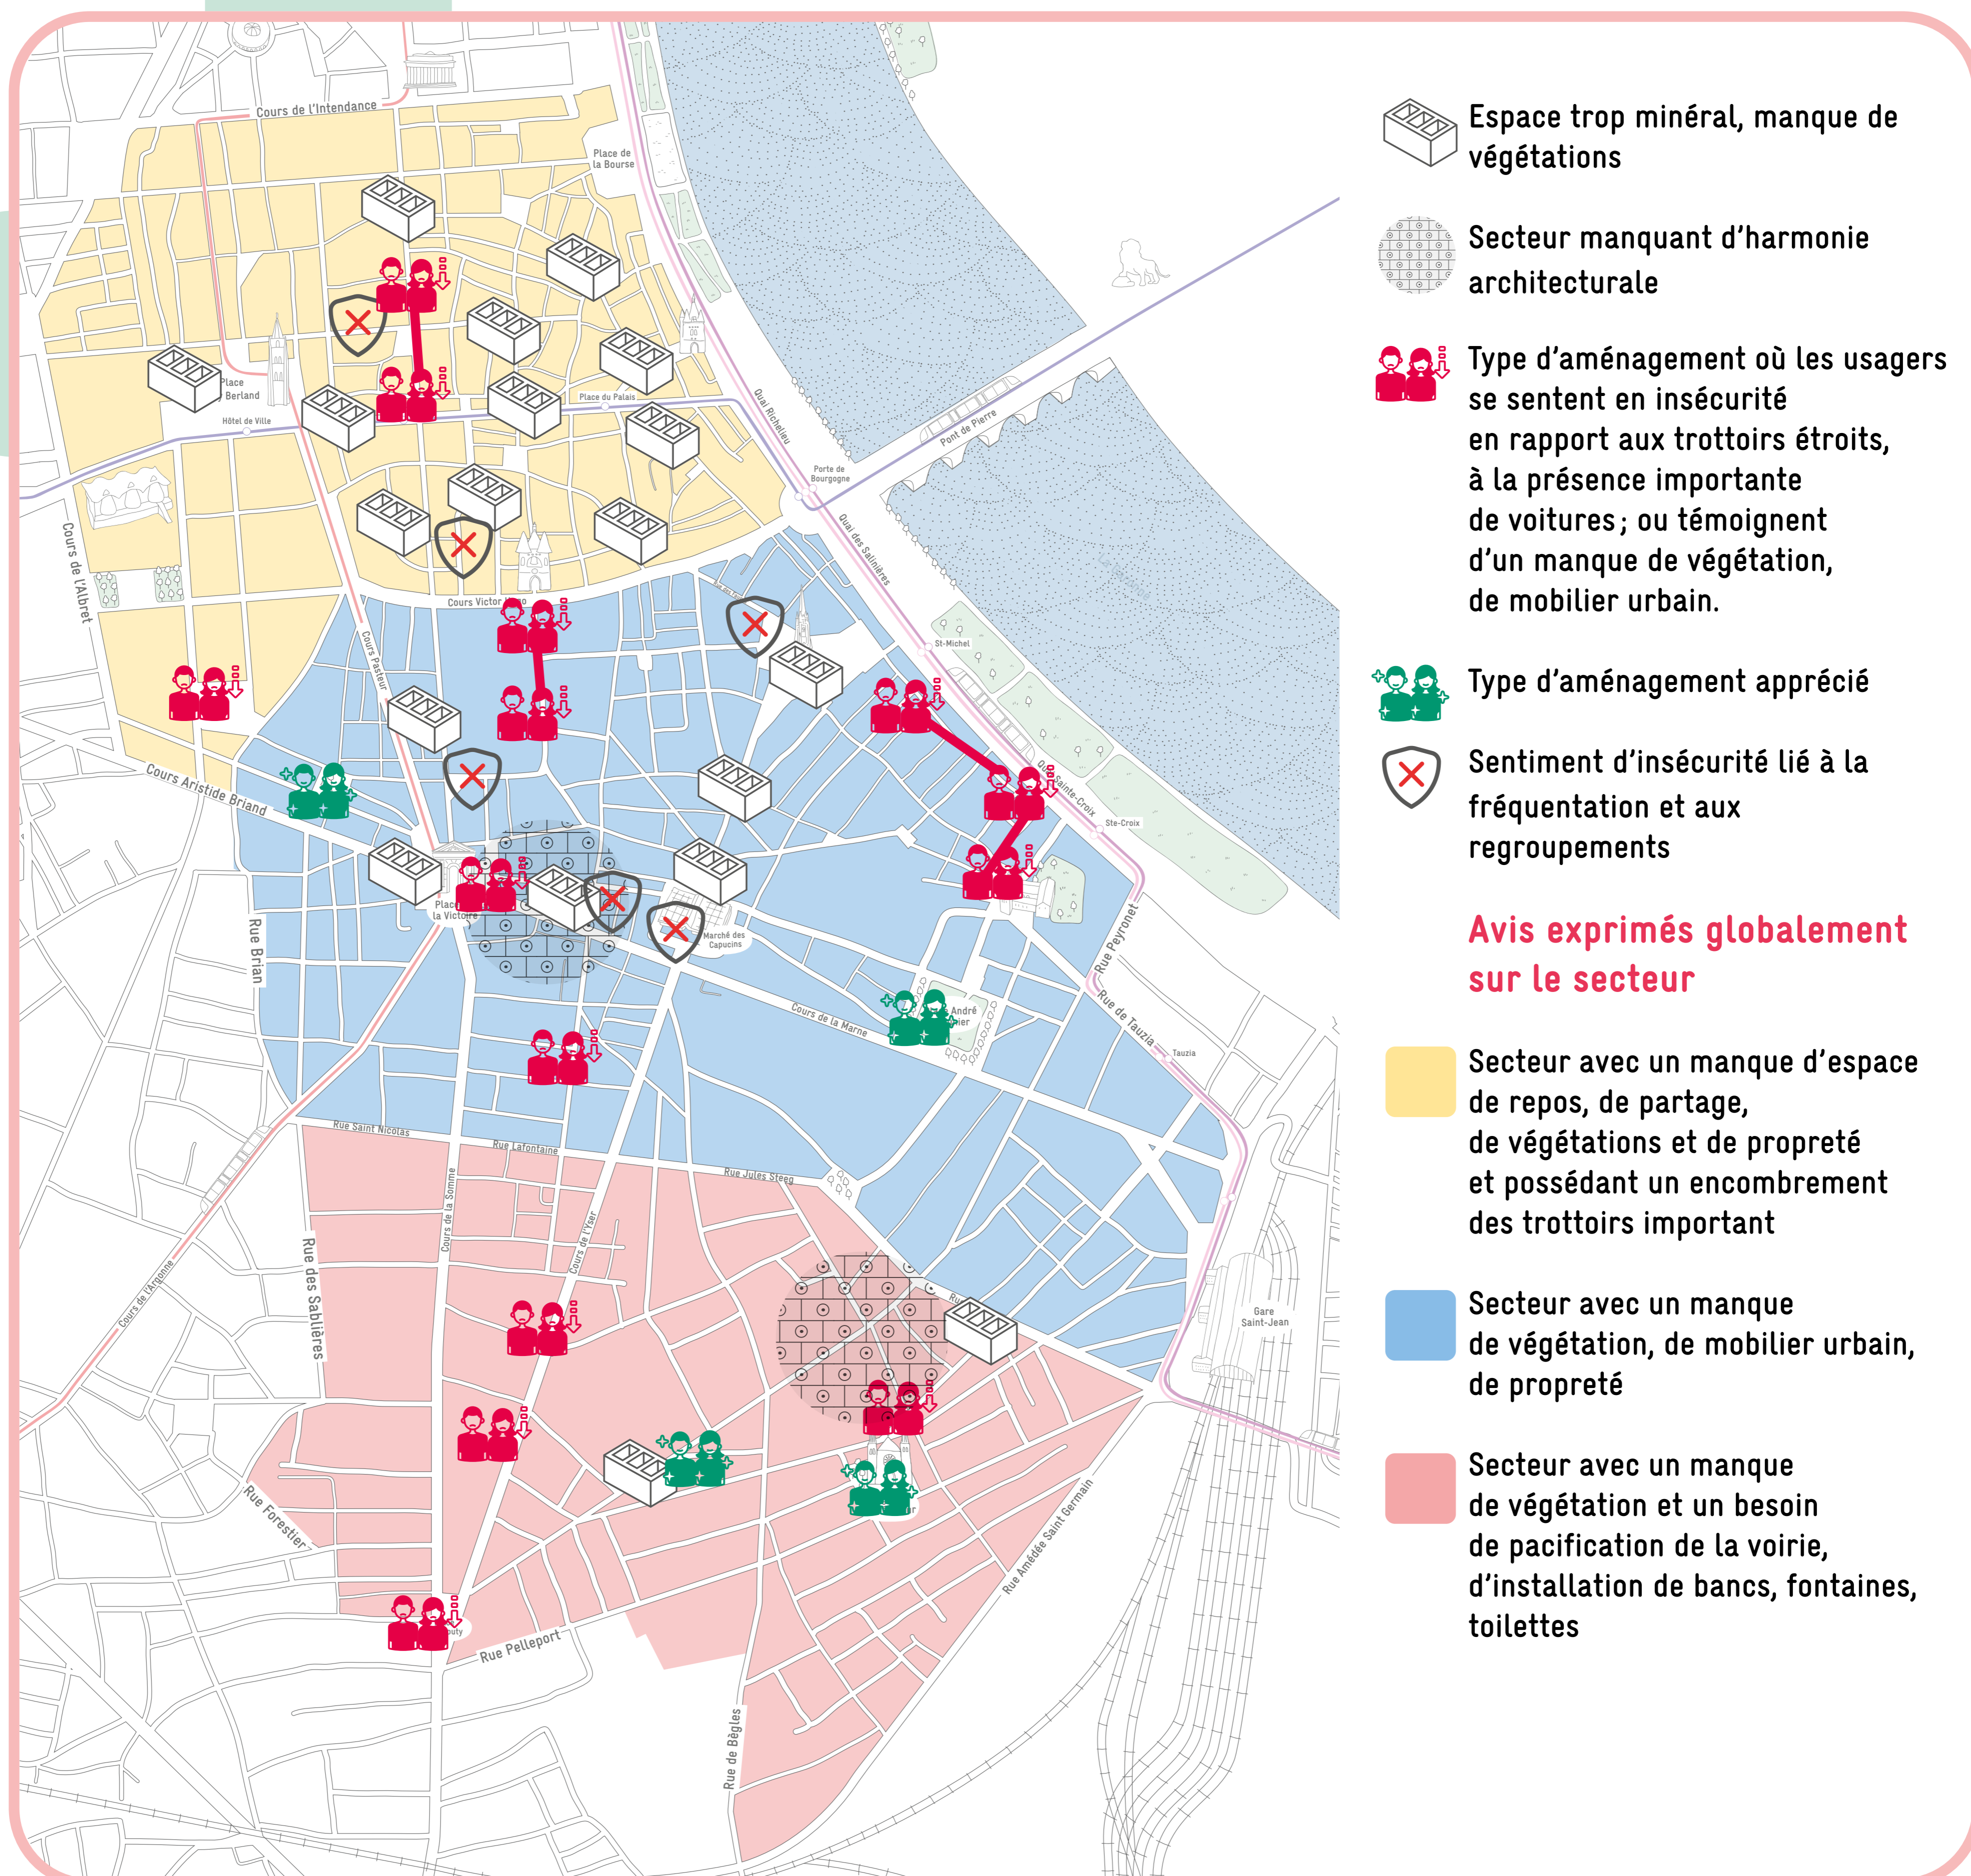 Cours de l'Intendance
Place de
la Bourse
Place
Berland
Hôtel de Ville
Place du Palais
Quai Richelieu
Pont de Pierre
Porte de
Bourgogne
Quai des Salinières
Cours de l'Albret
Cours Victor
Cours Pasteur
St-Michel
Cours Aristide Briand
Sainte-Croix
Ste-Croix
la Victoire
Marché des
Capucins
Rue Brian
Rue Peyronnet
Rue de Tauzia
Tauzia
André
Cours de la Marne
Rue Saint Nicolas
Rue Lafontaine
Rue Jules Steeg
Cours de la Somme
Cours de l'Yser
Rue des Sablières
Cours de l'Argonne
Gare
Saint-Jean
Rue Forestier
Rue Pelleport
Rue Amédée Saint Germain
Rue de Bègles
Espace trop minéral, manque de
végétations
Secteur manquant d'harmonie
architecturale
Type d'aménagement où les usagers
se sentent en insécurité
en rapport aux trottoirs étroits,
à la présence importante
de voitures; ou témoignent
d'un manque de végétation,
de mobilier urbain.
Type d'aménagement apprécié
Sentiment d'insécurité lié à la
fréquentation et aux
regroupements
Avis exprimés globalement
sur le secteur
Secteur avec un manque d'espace
de repos, de partage,
de végétations et de propreté
et possédant un encombrement
des trottoirs important
Secteur avec un manque
de végétation, de mobilier urbain,
de propreté
Secteur avec un manque
de végétation et un besoin
de pacification de la voirie,
d'installation de bancs, fontaines,
toilettes